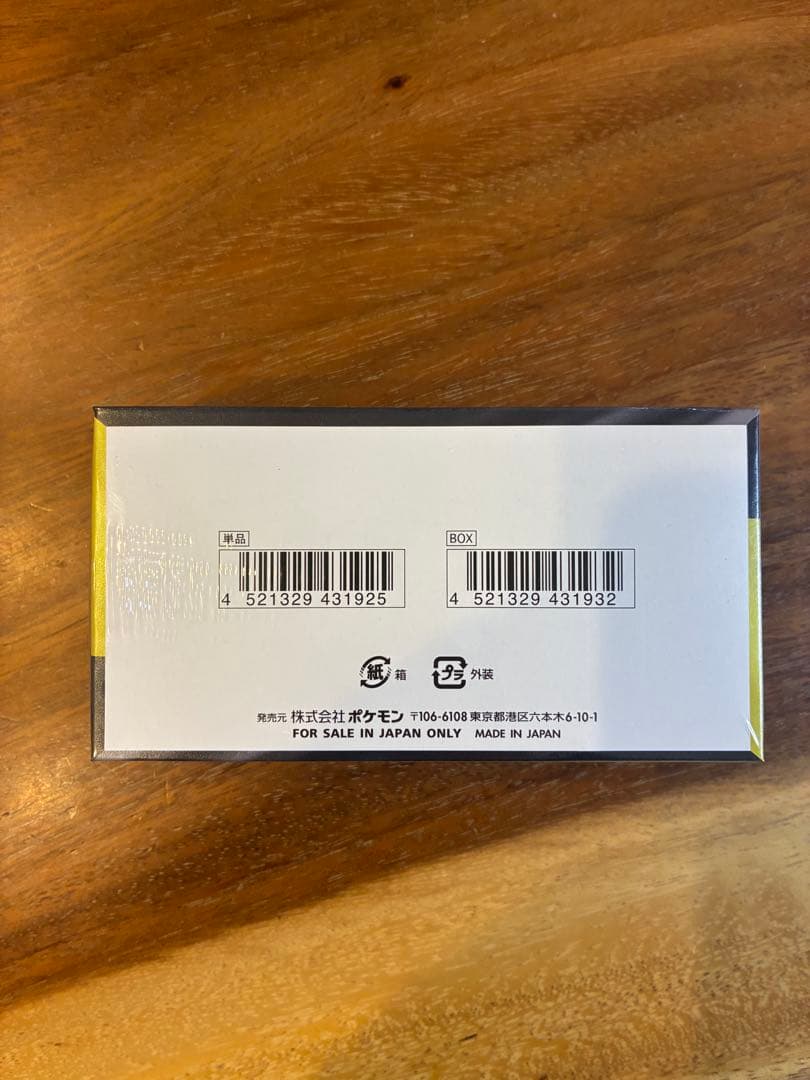 単品
4 521329 431925
BOX
4 521329 431932
紙 箱
プラ 外装
発売元 株式会社 ポケモン 〒106-6108 東京都港区六本木6-10-1
FOR SALE IN JAPAN ONLY MADE IN JAPAN